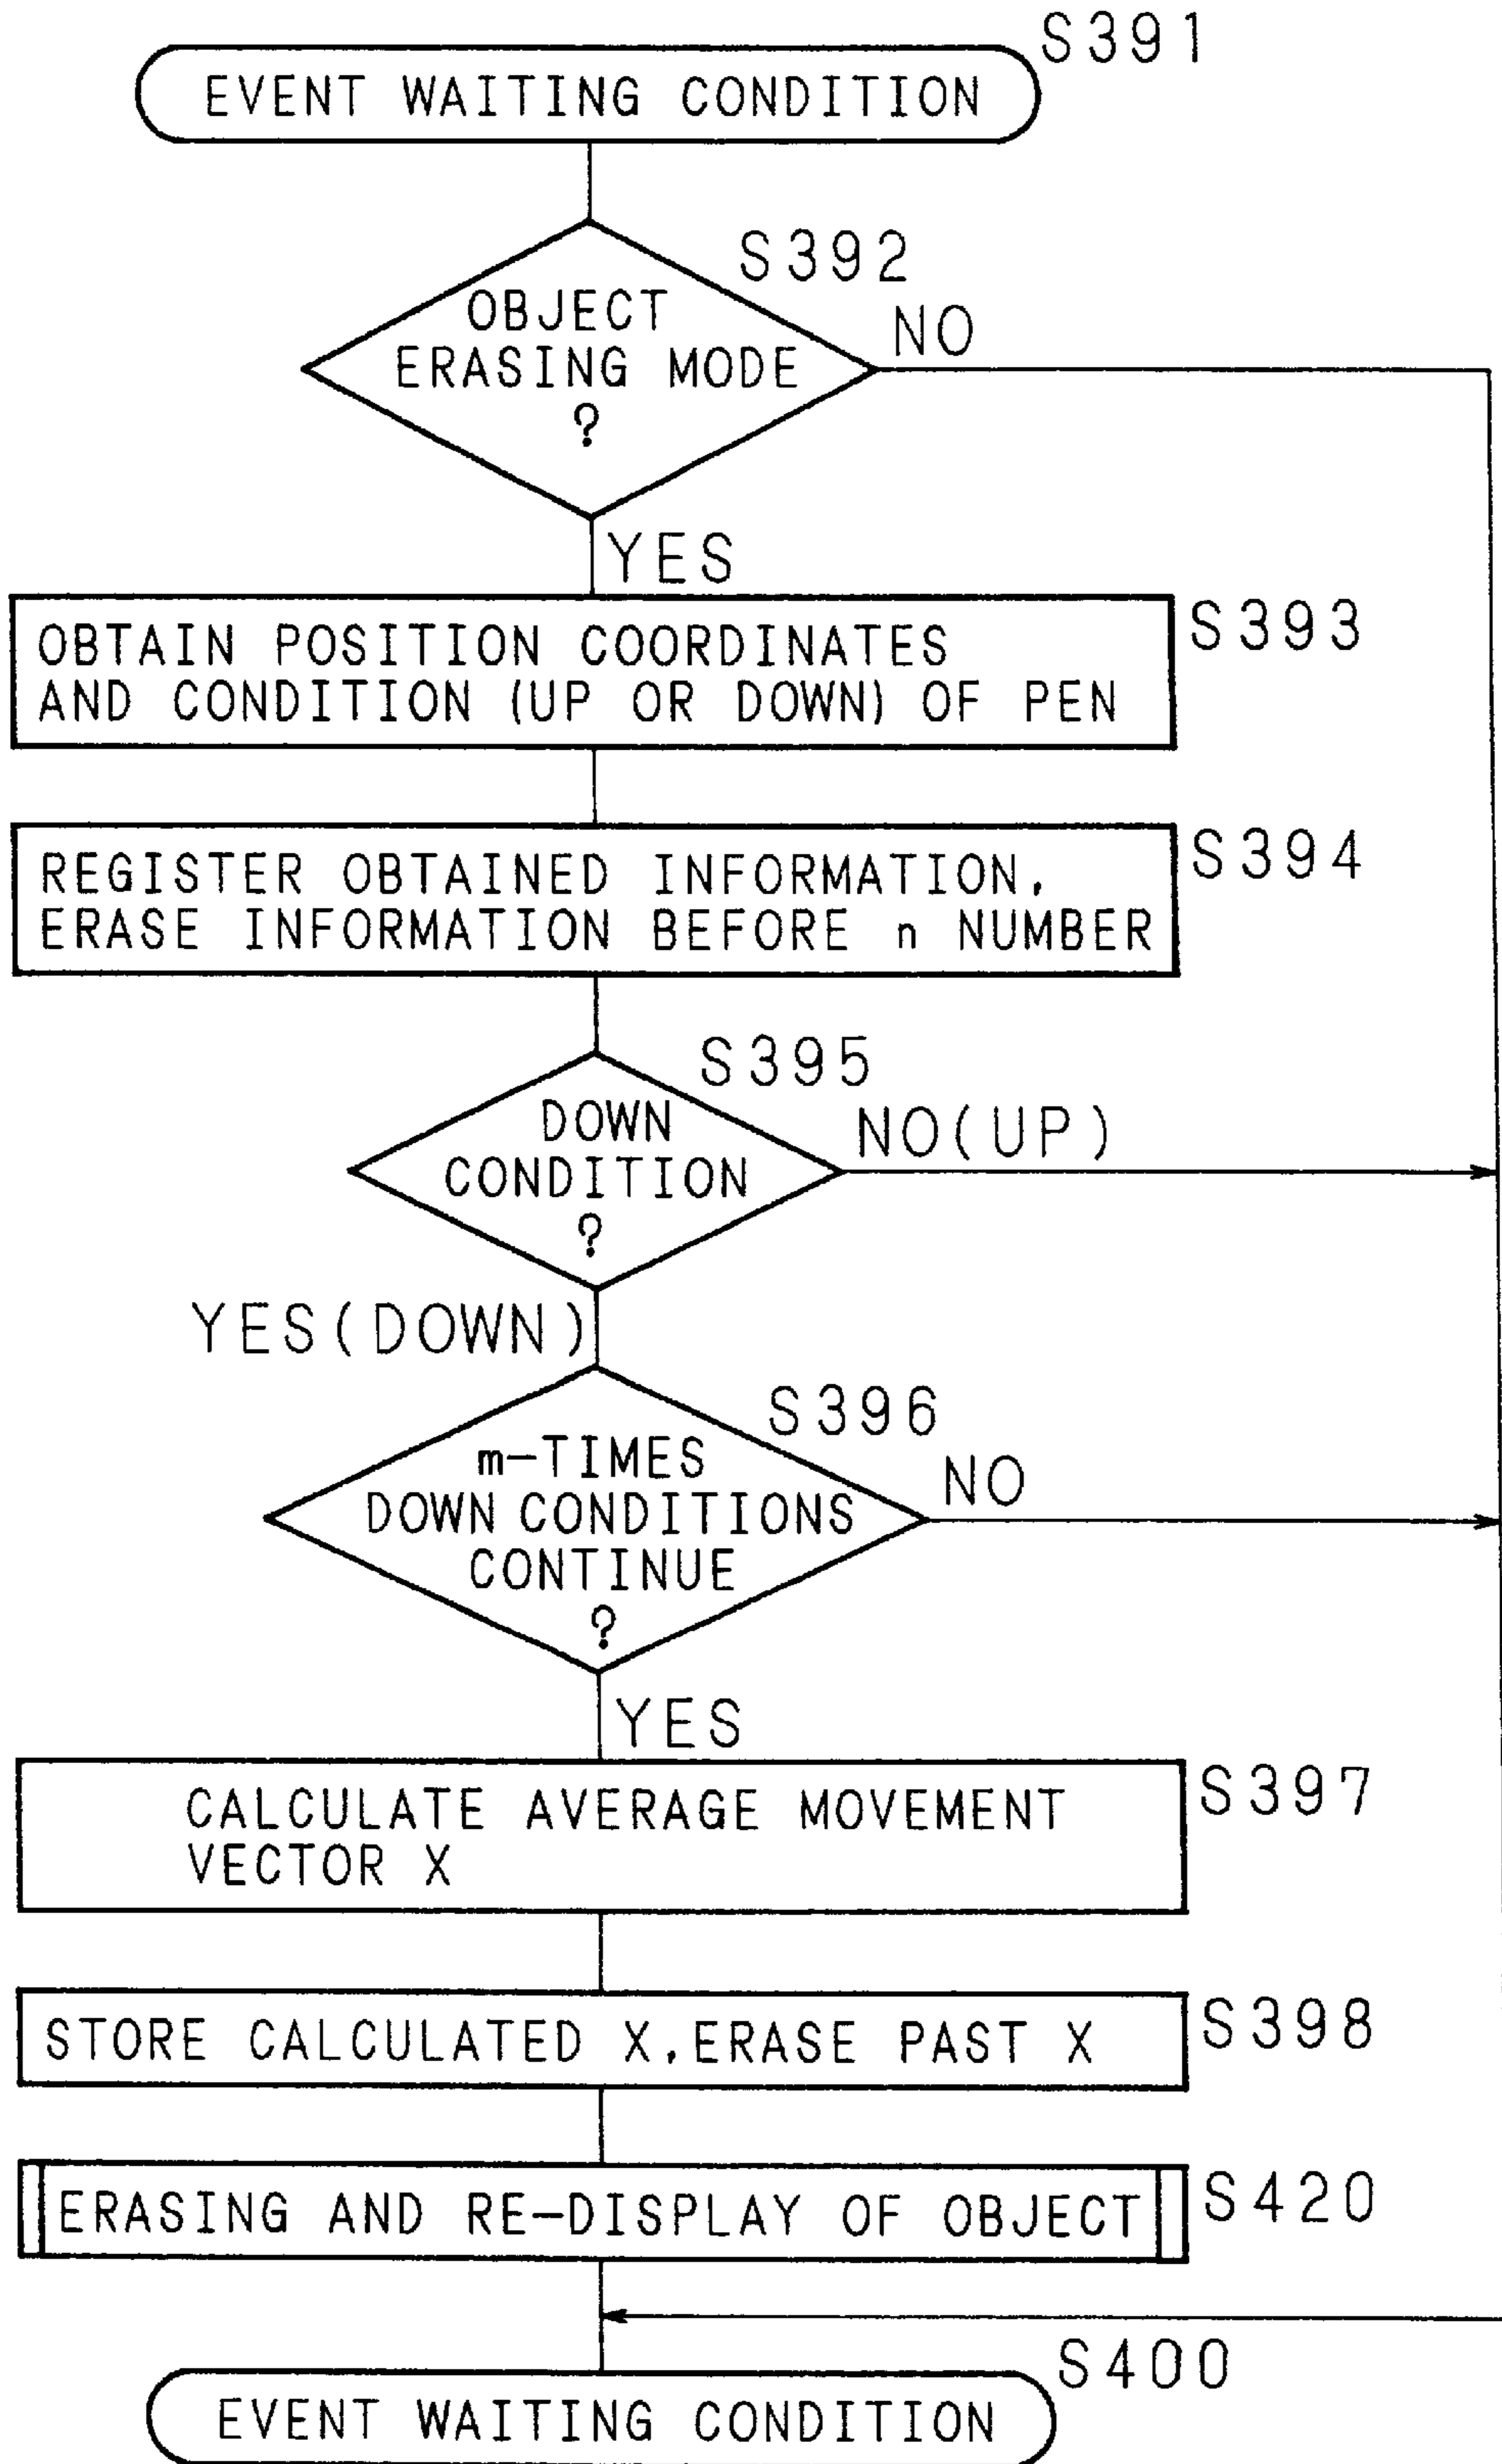 S391
EVENT WAITING CONDITION
S392
OBJECT
ERASING MODE
?
NO
YES
S393
OBTAIN POSITION COORDINATES
AND CONDITION (UP OR DOWN) OF PEN
S394
REGISTER OBTAINED INFORMATION,
ERASE INFORMATION BEFORE n NUMBER
S395
DOWN
CONDITION
?
NO(UP)
YES(DOWN)
S396
m-TIMES
DOWN CONDITIONS
CONTINUE
?
NO
YES
S397
CALCULATE AVERAGE MOVEMENT
VECTOR X
S398
STORE CALCULATED X, ERASE PAST X
S420
ERASING AND RE-DISPLAY OF OBJECT
S400
EVENT WAITING CONDITION